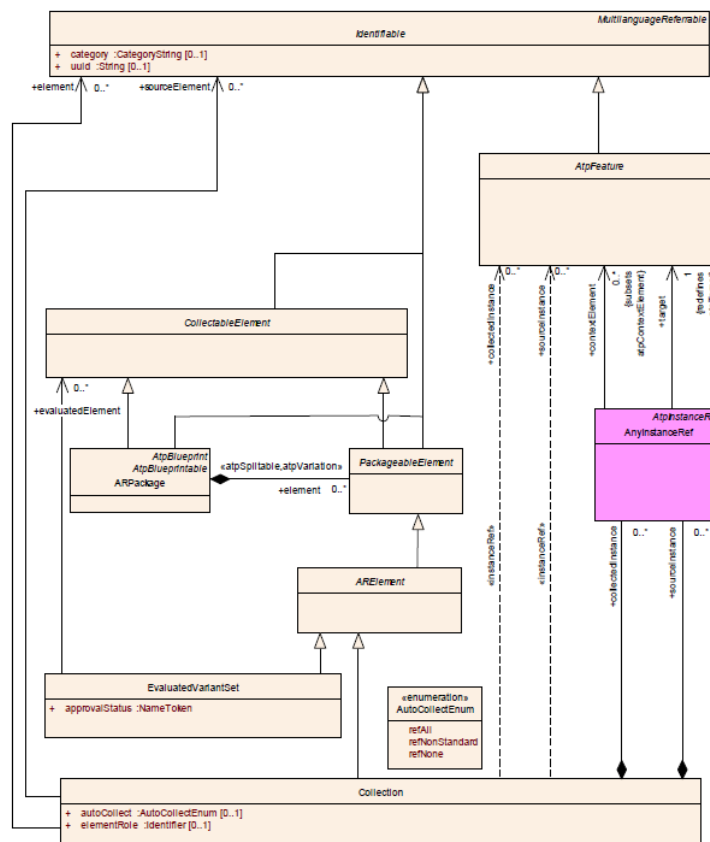 MultilanguageReferrable
Identifiable
+ category :CategoryString [0..1]
+ uuid :String [0..1]
+element
0..*
+sourceElement
0..*
AtpFeature
0..*
0..*
0..*
{subsets
atpContextElement}
1
{redefines
+collectedInstance
+sourceInstance
+contextElement
+target
CollectableElement
0..*
+evaluatedElement
AtpBlueprint
AtpBlueprintable
ARPackage
«atpSplitable,atpVariation»
+element
0..*
PackageableElement
AtpInstanceR
AnyInstanceRef
0..*
0..*
«instanceRef»
«instanceRef»
+collectedInstance
+sourceInstance
ARElement
EvaluatedVariantSet
+ approvalStatus :NameToken
«enumeration»
AutoCollectEnum
refAll
refNonStandard
refNone
Collection
+ autoCollect :AutoCollectEnum [0..1]
+ elementRole :Identifier [0..1]